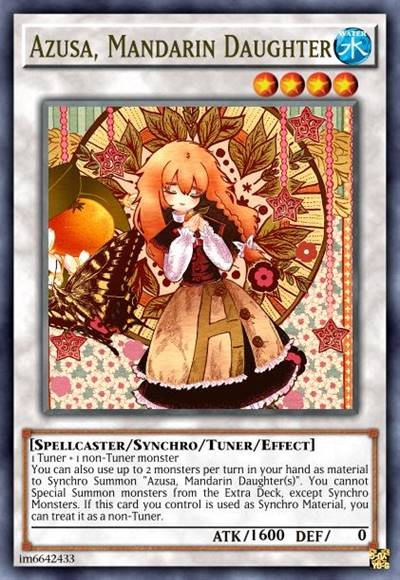 AZUSA, MANDARIN DAUGHTER
WATER
水
A
[SPELLCASTER/SYNCHRO/TUNER/EFFECT]
1 Tuner + 1 non-Tuner monster
You can also use up to 2 monsters per turn in your hand as material
to Synchro Summon "Azusa, Mandarin Daughter(s)". You cannot
Special Summon monsters from the Extra Deck, except Synchro
Monsters. If this card you control is used as Synchro Material, you
can treat it as a non-Tuner.
ATK/1600 DEF/ 0
im6642433